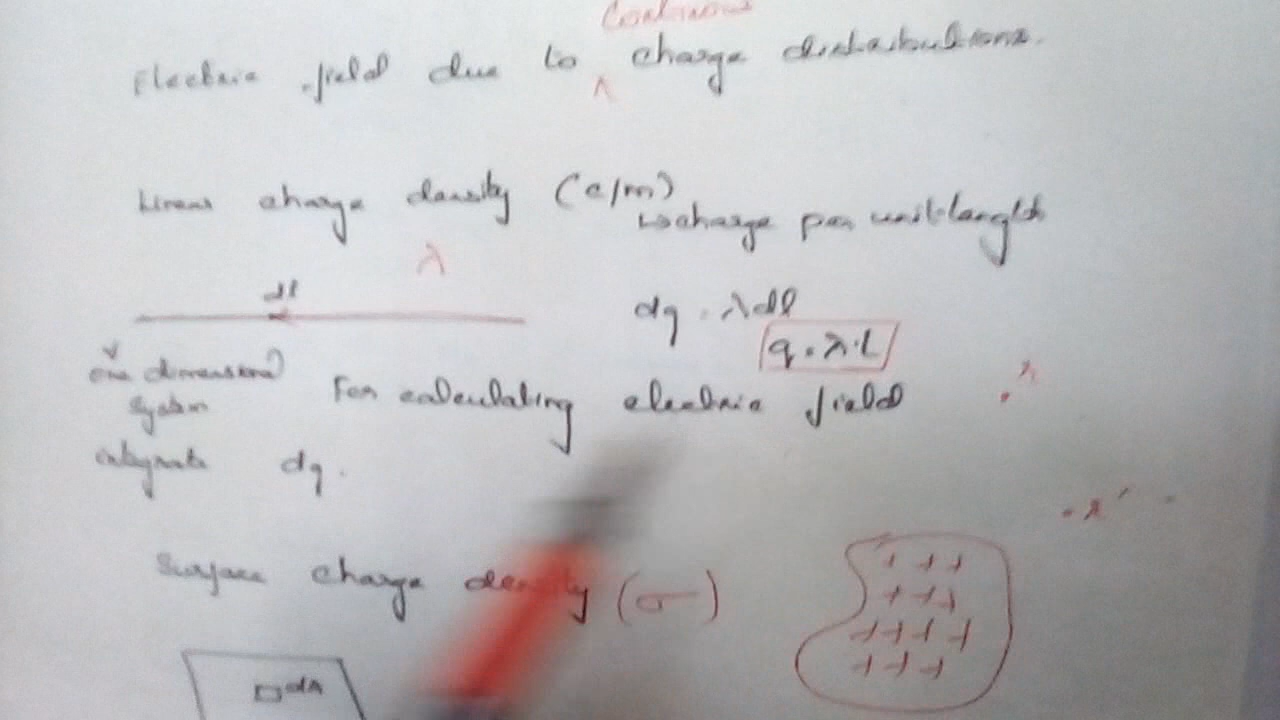 Continous
Electric field due to ^ charge distributions.
Linear charge density (c/m)
↳charge per unit length
λ
dl
dq = λdl
q = λ·L
one dimensional
system
For calculating electric field
integrate dq.
Surface charge density (σ)
+ + +
+ + +
+ + + +
+ + +
dA